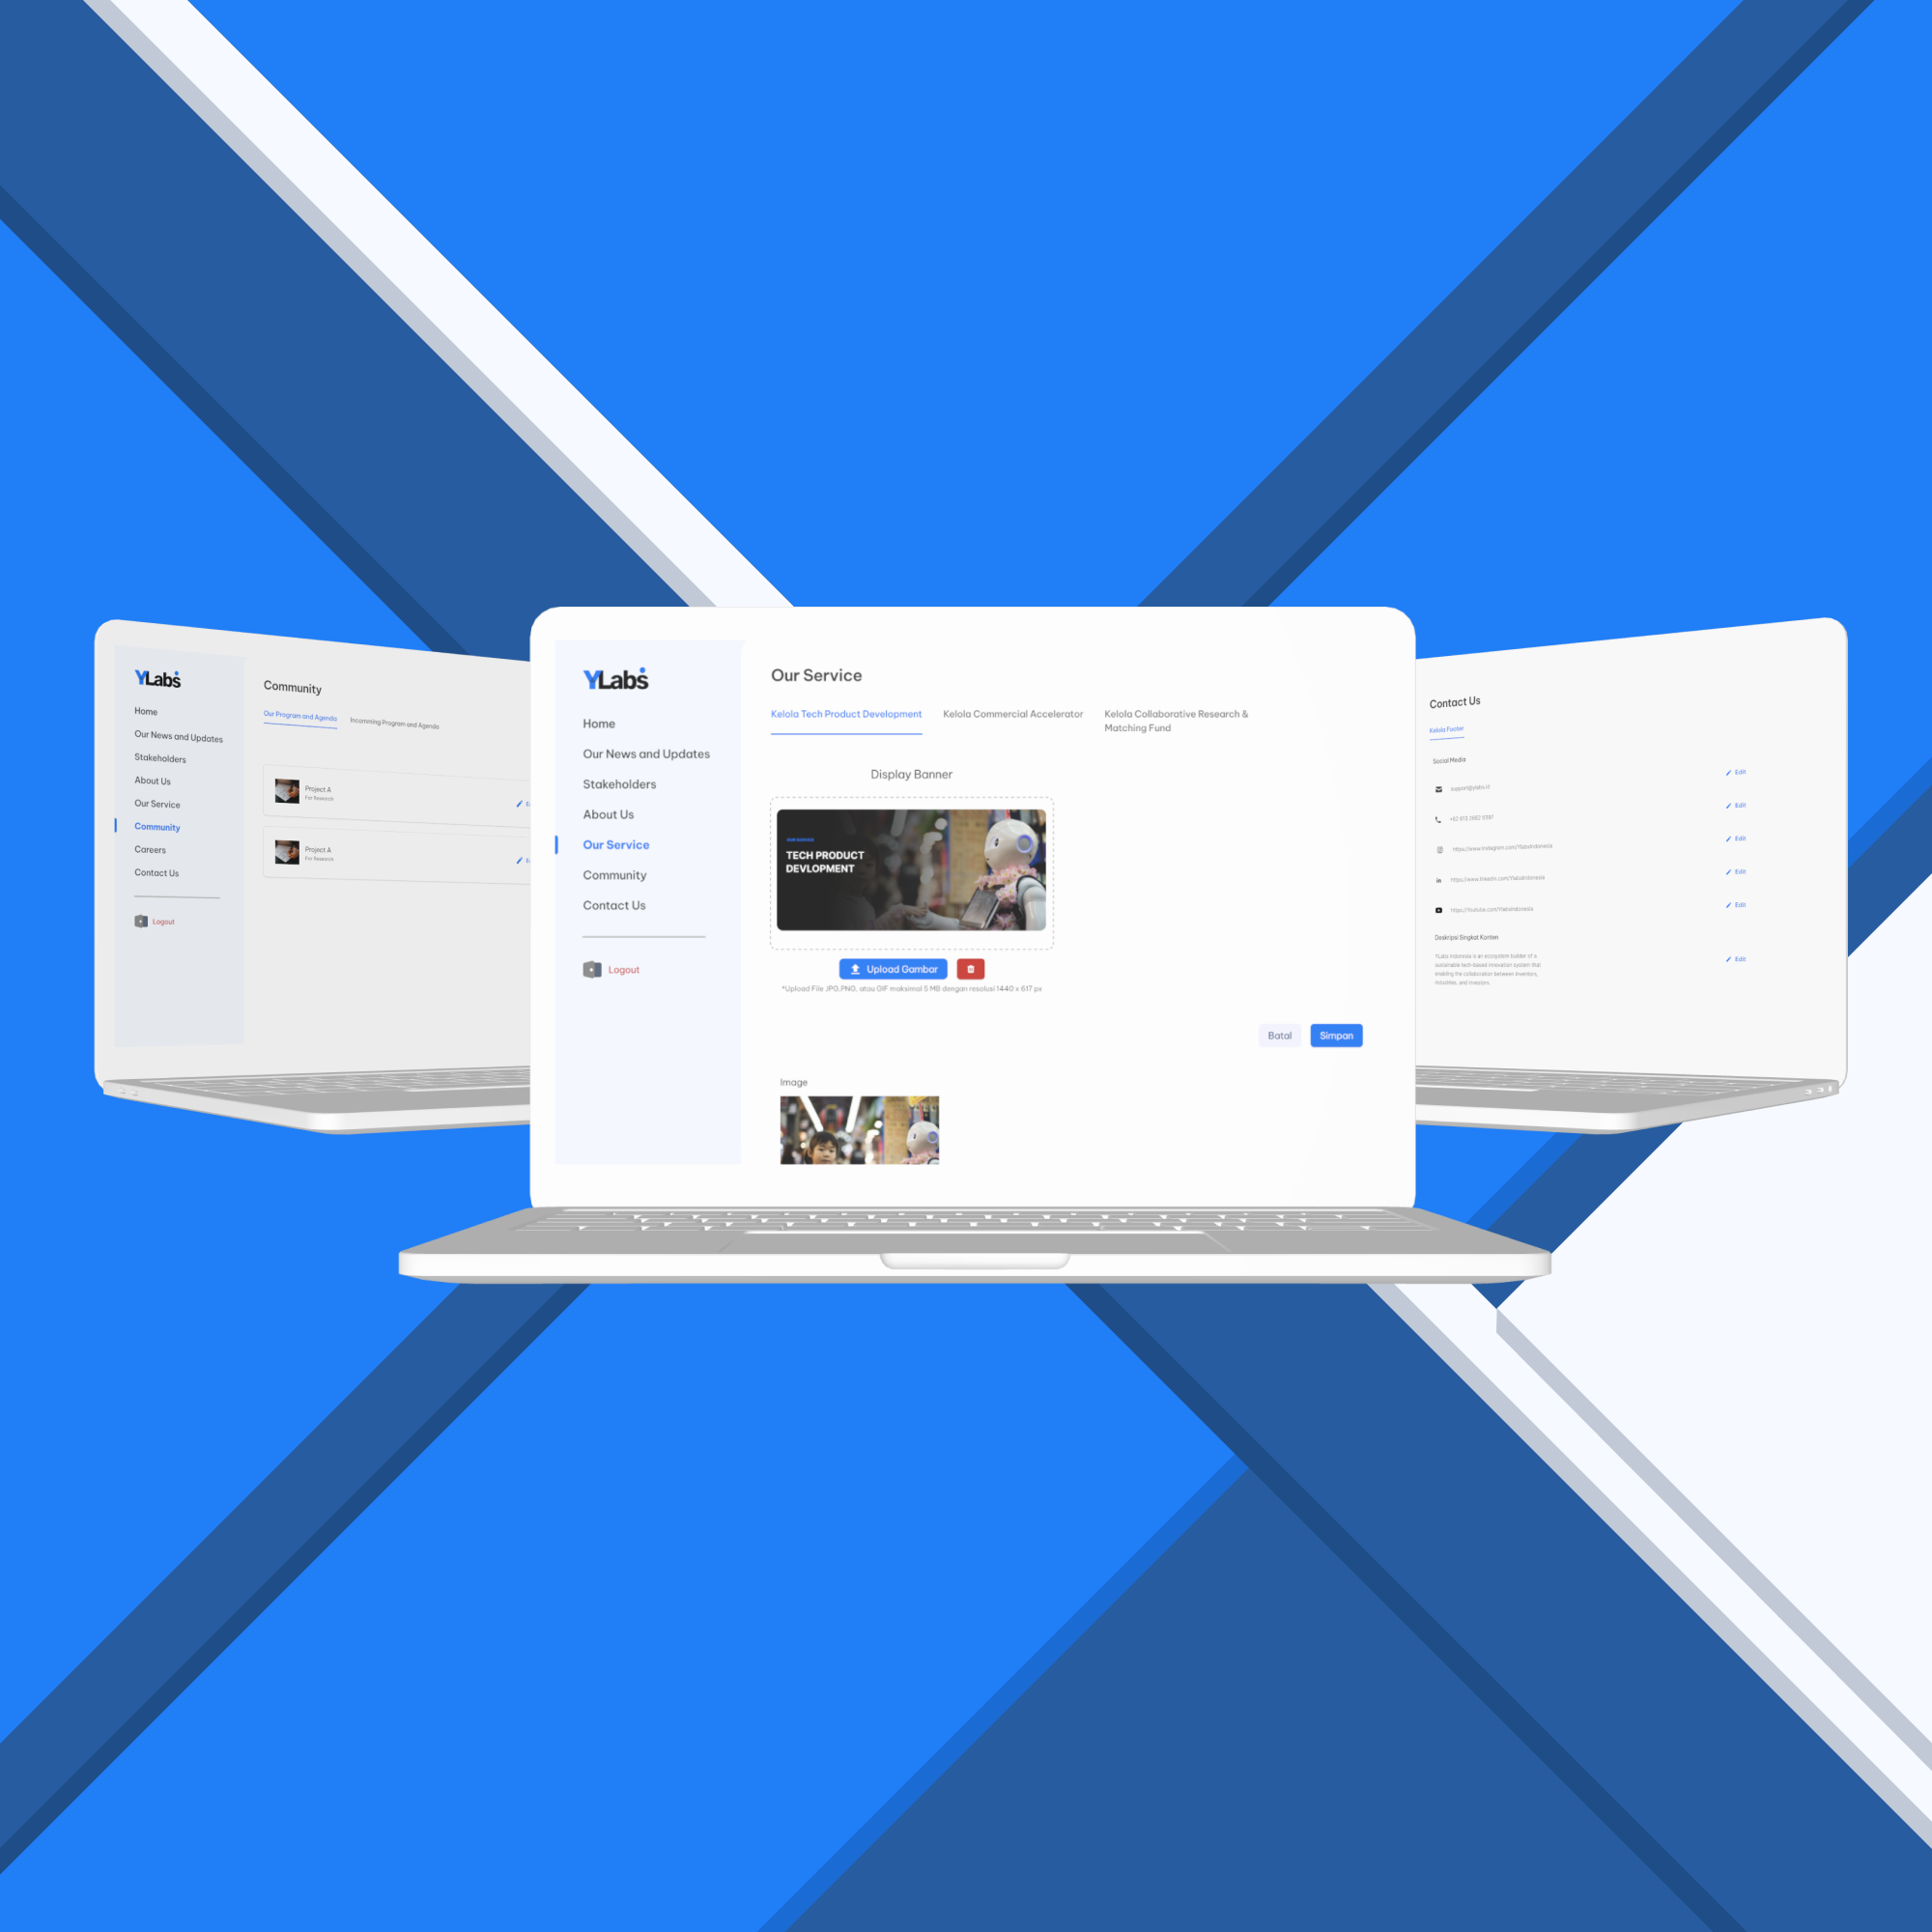 YLabs
Home
Our News and Updates
Stakeholders
About Us
Our Service
Community
Careers
Contact Us
Logout
Community
Our Program and Agenda
Incomming Program and Agenda
Project A
For Research
Project A
For Research
YLabs
Home
Our News and Updates
Stakeholders
About Us
Our Service
Community
Contact Us
Logout
Our Service
Kelola Tech Product Development
Kelola Commercial Accelerator
Kelola Collaborative Research &
Matching Fund
Display Banner
OUR SERVICE
TECH PRODUCT
DEVLOPMENT
Upload Gambar
*Upload File JPG,PNG, atau GIF maksimal 5 MB dengan resolusi 1440 x 617 px
Batal
Simpan
Image
Contact Us
Kelola Footer
Social Media
support@ylabs.id
Edit
Edit
https://www.instagram.com/Ylabsindonesia
Edit
https://www.linkedin.com/Ylabsindonesia
Edit
https://Youtube.com/Ylabsindonesia
Edit
Deskripsi Singkat Konten
YLabs Indonesia is an ecosystem builder of a
sustainable tech-based innovation system that
enabling the collaboration between inventors,
industries, and investors.
Edit